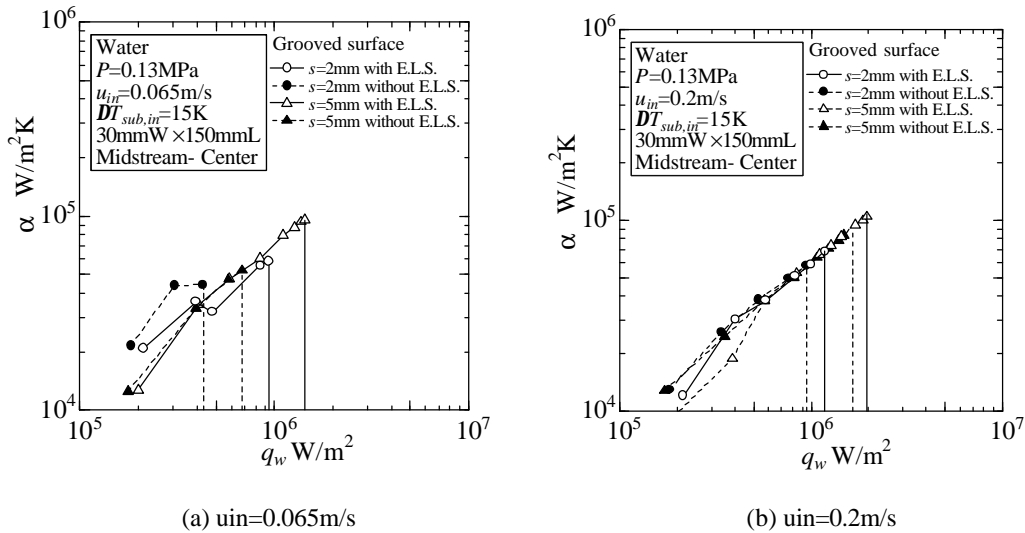 10^6
Water
P=0.13MPa
u_in=0.065m/s
DT_sub,in=15K
30mmW×150mmL
Midstream- Center
Grooved surface
s=2mm with E.L.S.
s=2mm without E.L.S.
s=5mm with E.L.S.
s=5mm without E.L.S.
α W/m^2K
10^5
10^4
10^5
10^6
10^7
q_w W/m^2
(a) uin=0.065m/s
10^6
Water
P=0.13MPa
u_in=0.2m/s
DT_sub,in=15K
30mmW×150mmL
Midstream- Center
Grooved surface
s=2mm with E.L.S.
s=2mm without E.L.S.
s=5mm with E.L.S.
s=5mm without E.L.S.
α W/m^2K
10^5
10^4
10^5
10^6
10^7
q_w W/m^2
(b) uin=0.2m/s